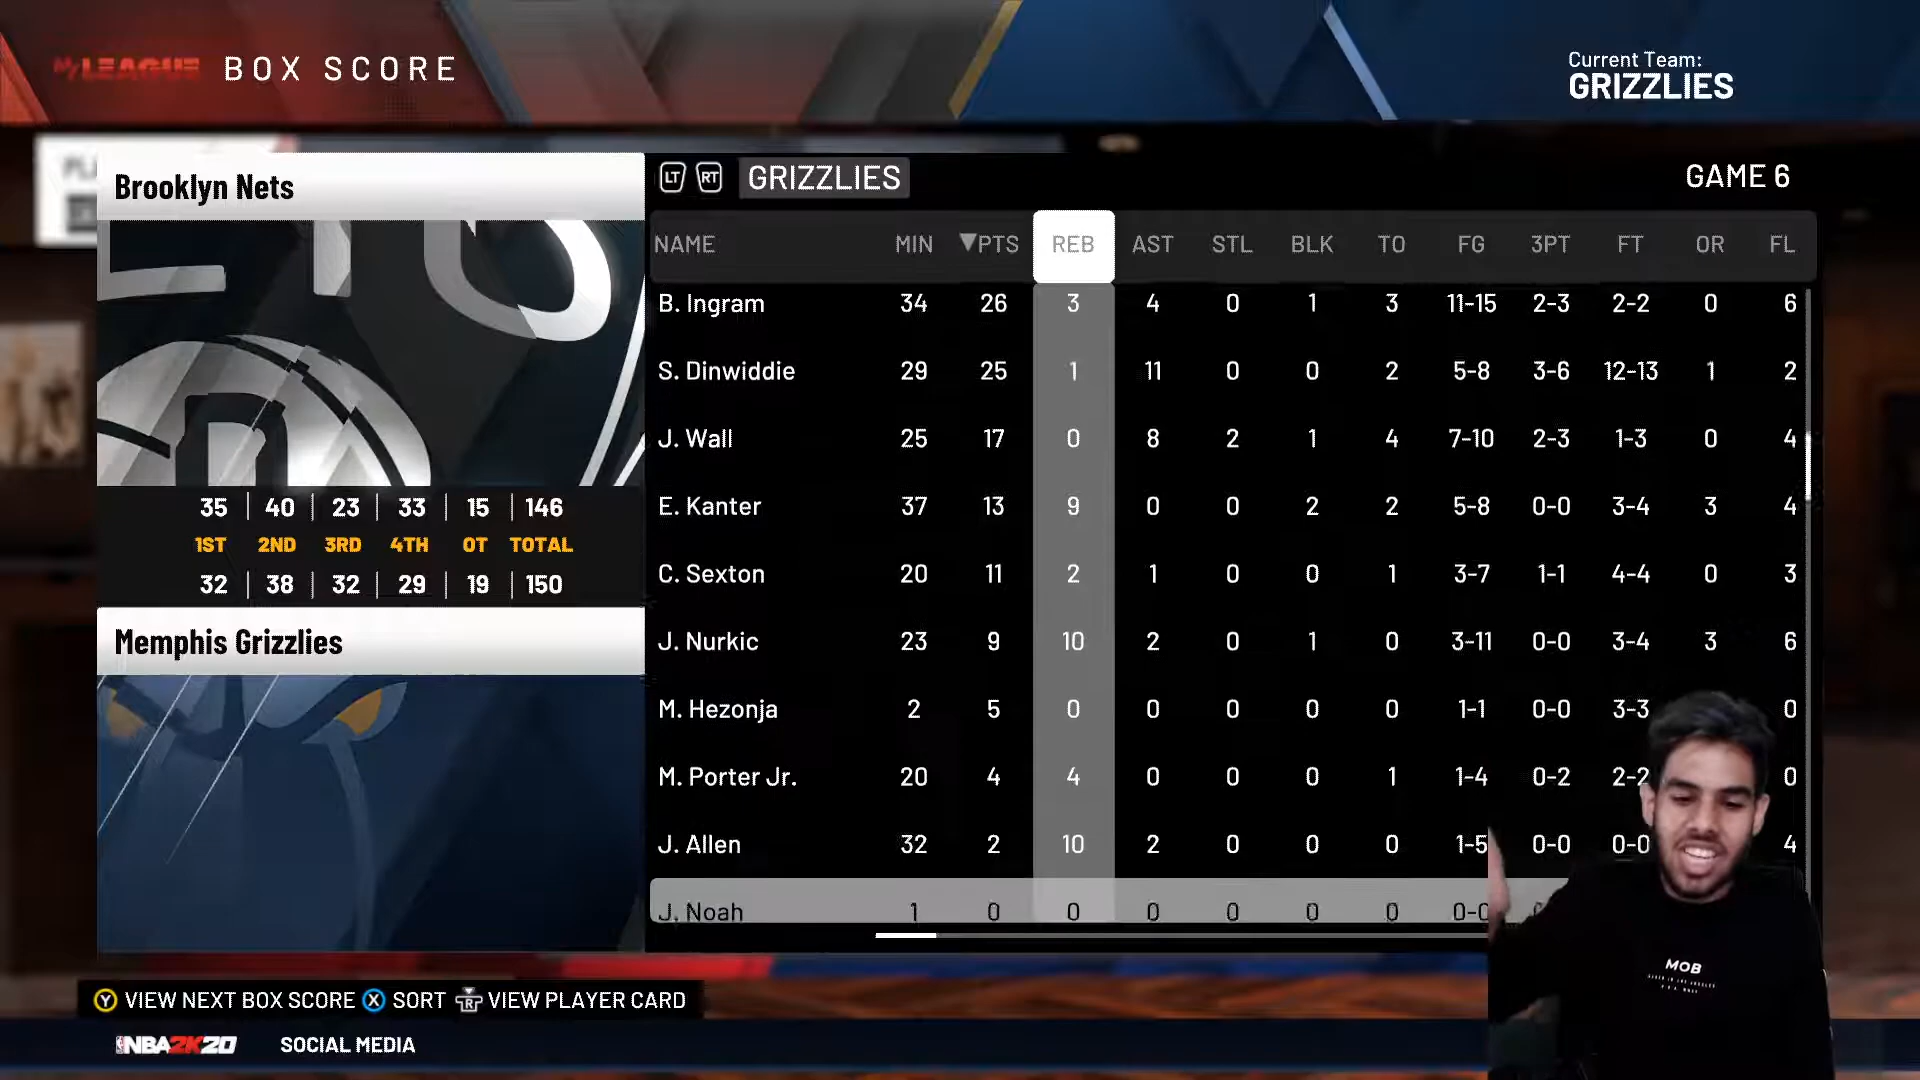 MyLEAGUE BOX SCORE
Current Team:
GRIZZLIES
Brooklyn Nets
35 40 23 33 15 146
1ST 2ND 3RD 4TH OT TOTAL
32 38 32 29 19 150
Memphis Grizzlies
LT RT GRIZZLIES GAME 6
NAME MIN ▼PTS REB AST STL BLK TO FG 3PT FT OR FL
B. Ingram 34 26 3 4 0 1 3 11-15 2-3 2-2 0 6
S. Dinwiddie 29 25 1 11 0 0 2 5-8 3-6 12-13 1 2
J. Wall 25 17 0 8 2 1 4 7-10 2-3 1-3 0 4
E. Kanter 37 13 9 0 0 2 2 5-8 0-0 3-4 3 4
C. Sexton 20 11 2 1 0 0 1 3-7 1-1 4-4 0 3
J. Nurkic 23 9 10 2 0 1 0 3-11 0-0 3-4 3 6
M. Hezonja 2 5 0 0 0 0 0 1-1 0-0 3-3 0
M. Porter Jr. 20 4 4 0 0 0 1 1-4 0-2 2-2 0
J. Allen 32 2 10 2 0 0 0 1-5 0-0 0-0 4
J. Noah 1 0 0 0 0 0 0 0-0
MOB
Y VIEW NEXT BOX SCORE X SORT R VIEW PLAYER CARD
NBA2K20 SOCIAL MEDIA